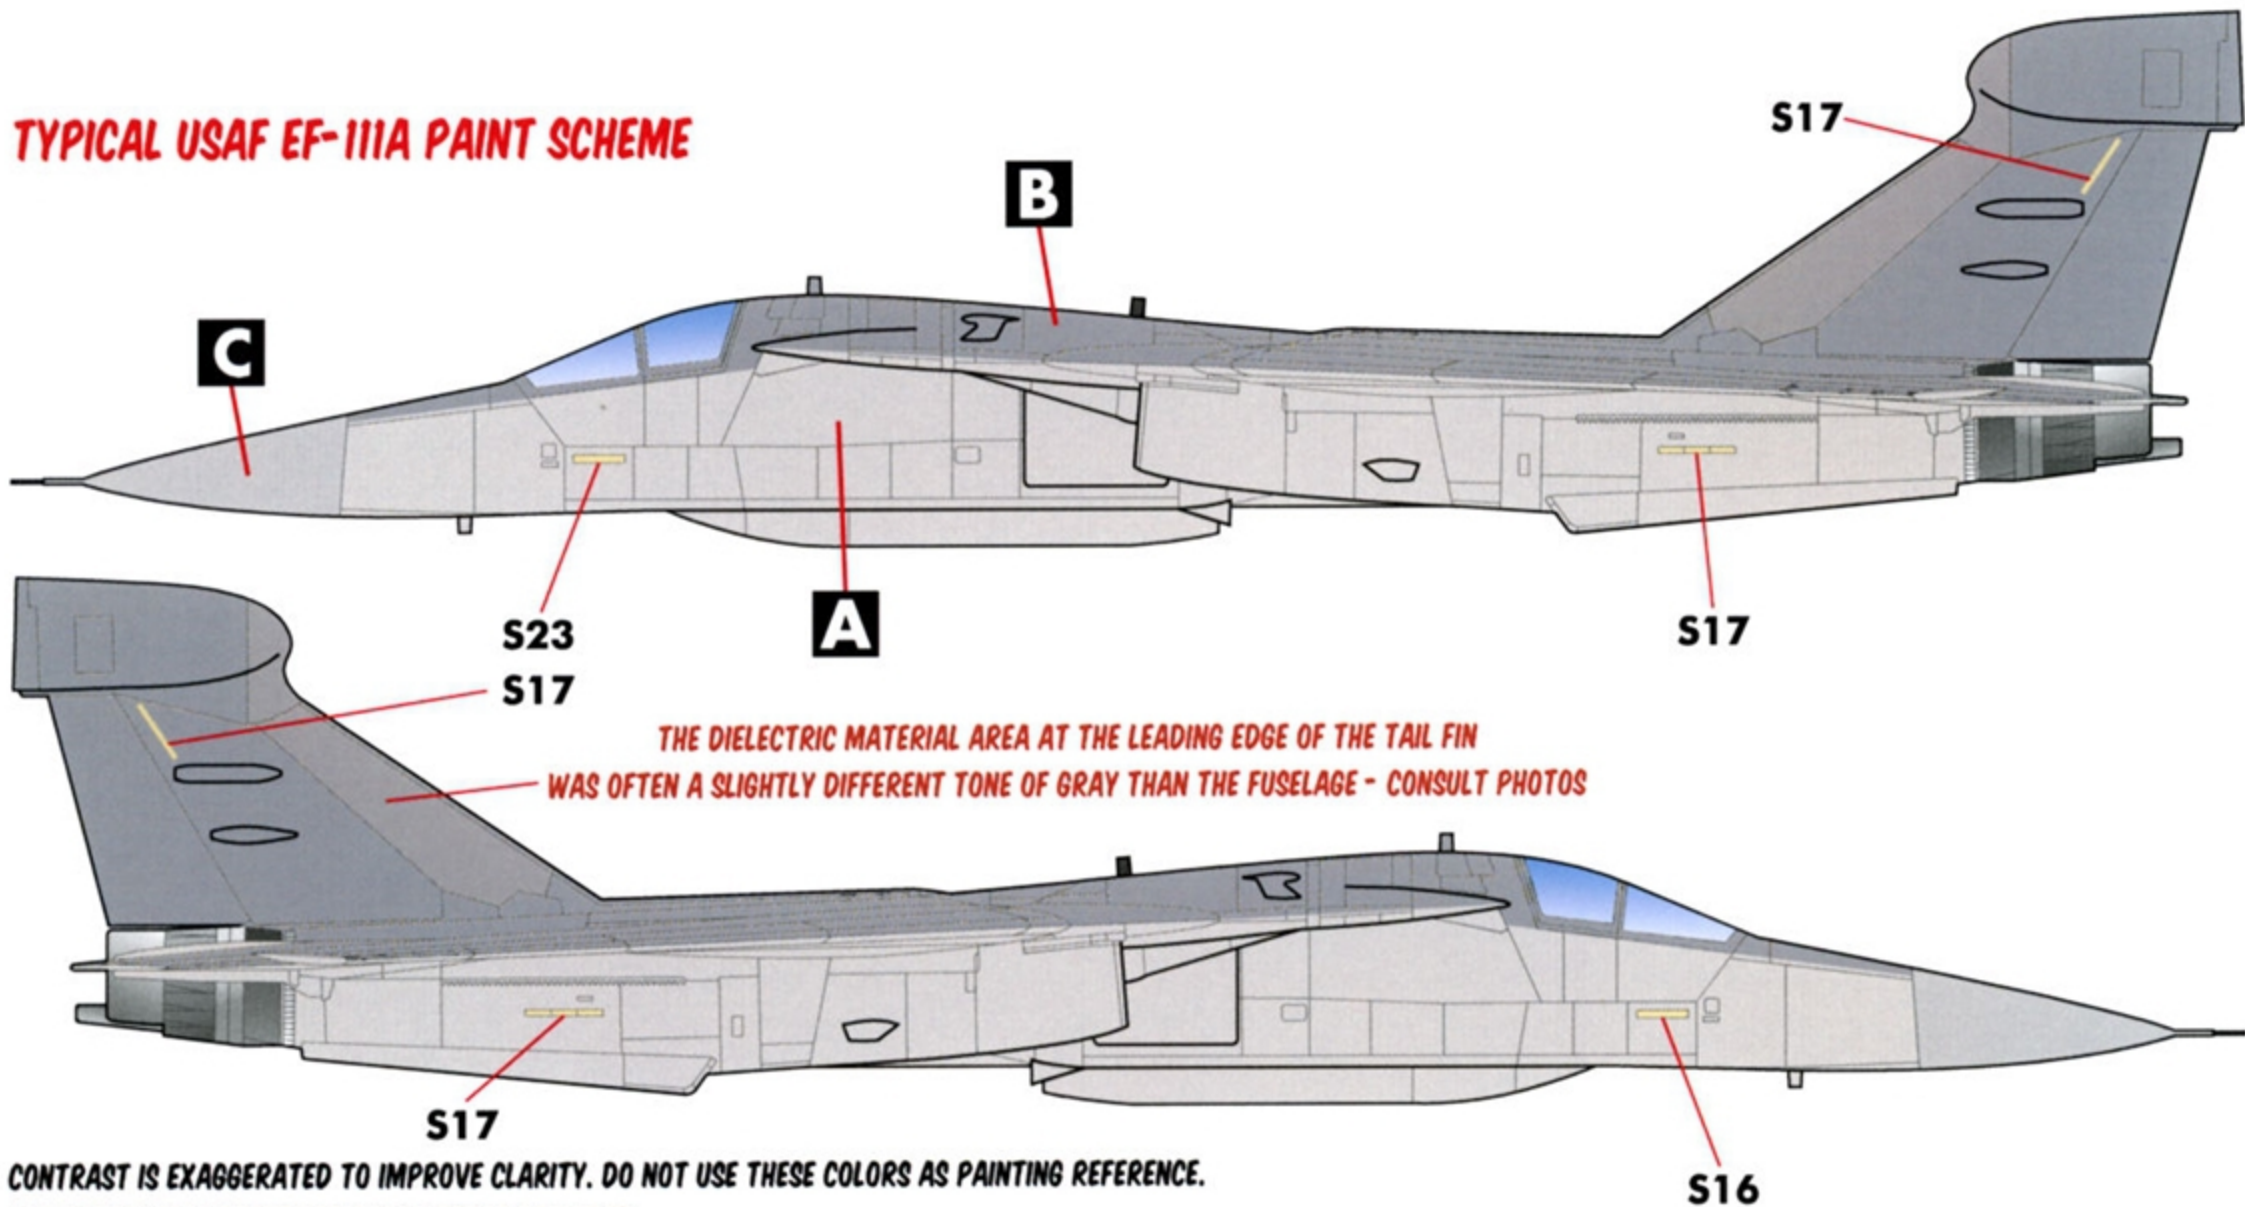 TYPICAL USAF EF-111A PAINT SCHEME
S17
B
C
S23
A
S17
S17
THE DIELECTRIC MATERIAL AREA AT THE LEADING EDGE OF THE TAIL FIN
WAS OFTEN A SLIGHTLY DIFFERENT TONE OF GRAY THAN THE FUSELAGE - CONSULT PHOTOS
S17
S16
CONTRAST IS EXAGGERATED TO IMPROVE CLARITY. DO NOT USE THESE COLORS AS PAINTING REFERENCE.